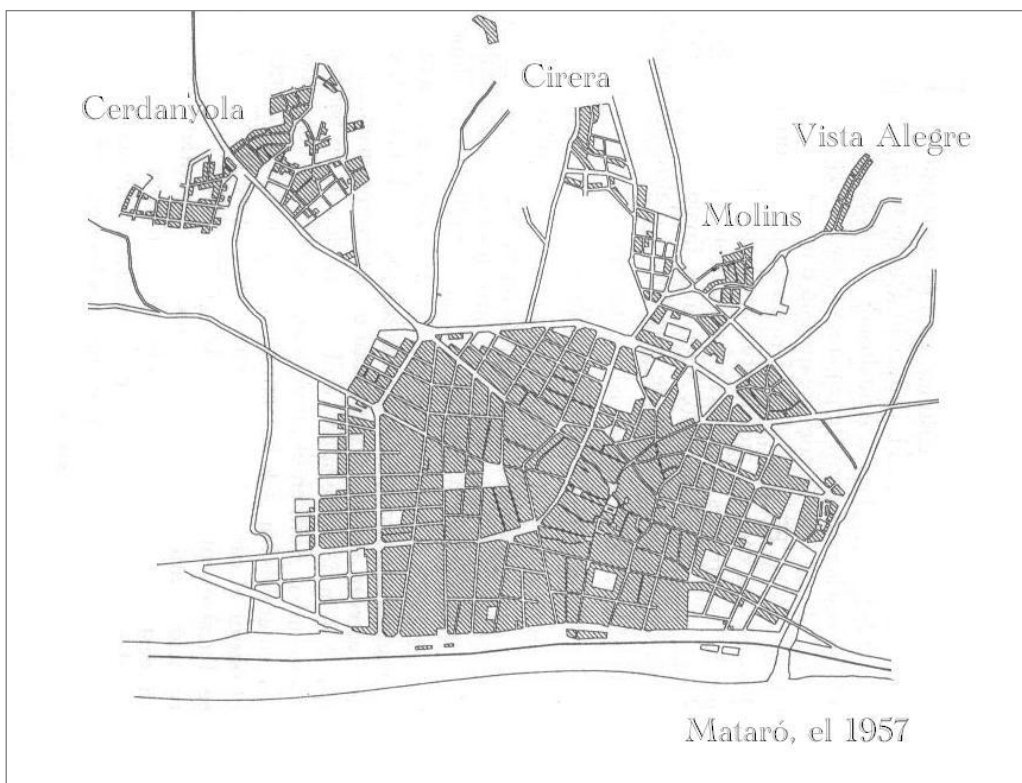 Cirera
Cerdanyola
Vista Alegre
Molins
Mataró, el 1957